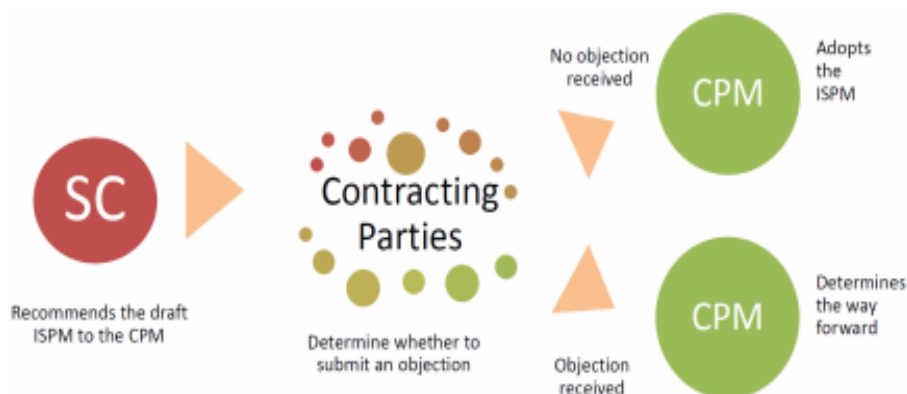 SC
Recommends the draft
ISPM to the CPM
Contracting
Parties
Determine whether to
submit an objection
No objection
received
CPM
Adopts
the
ISPM
Objection
received
CPM
Determines
the way
forward